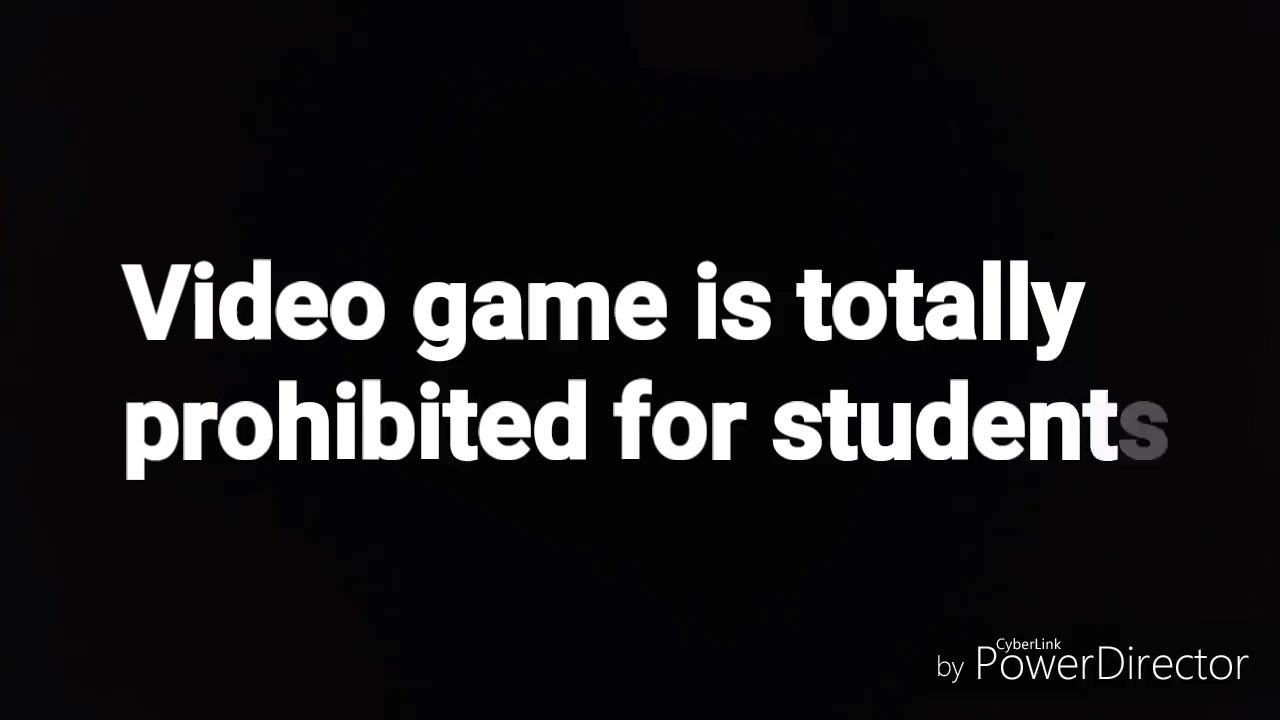 Video game is totally
prohibited for students
CyberLink
by PowerDirector